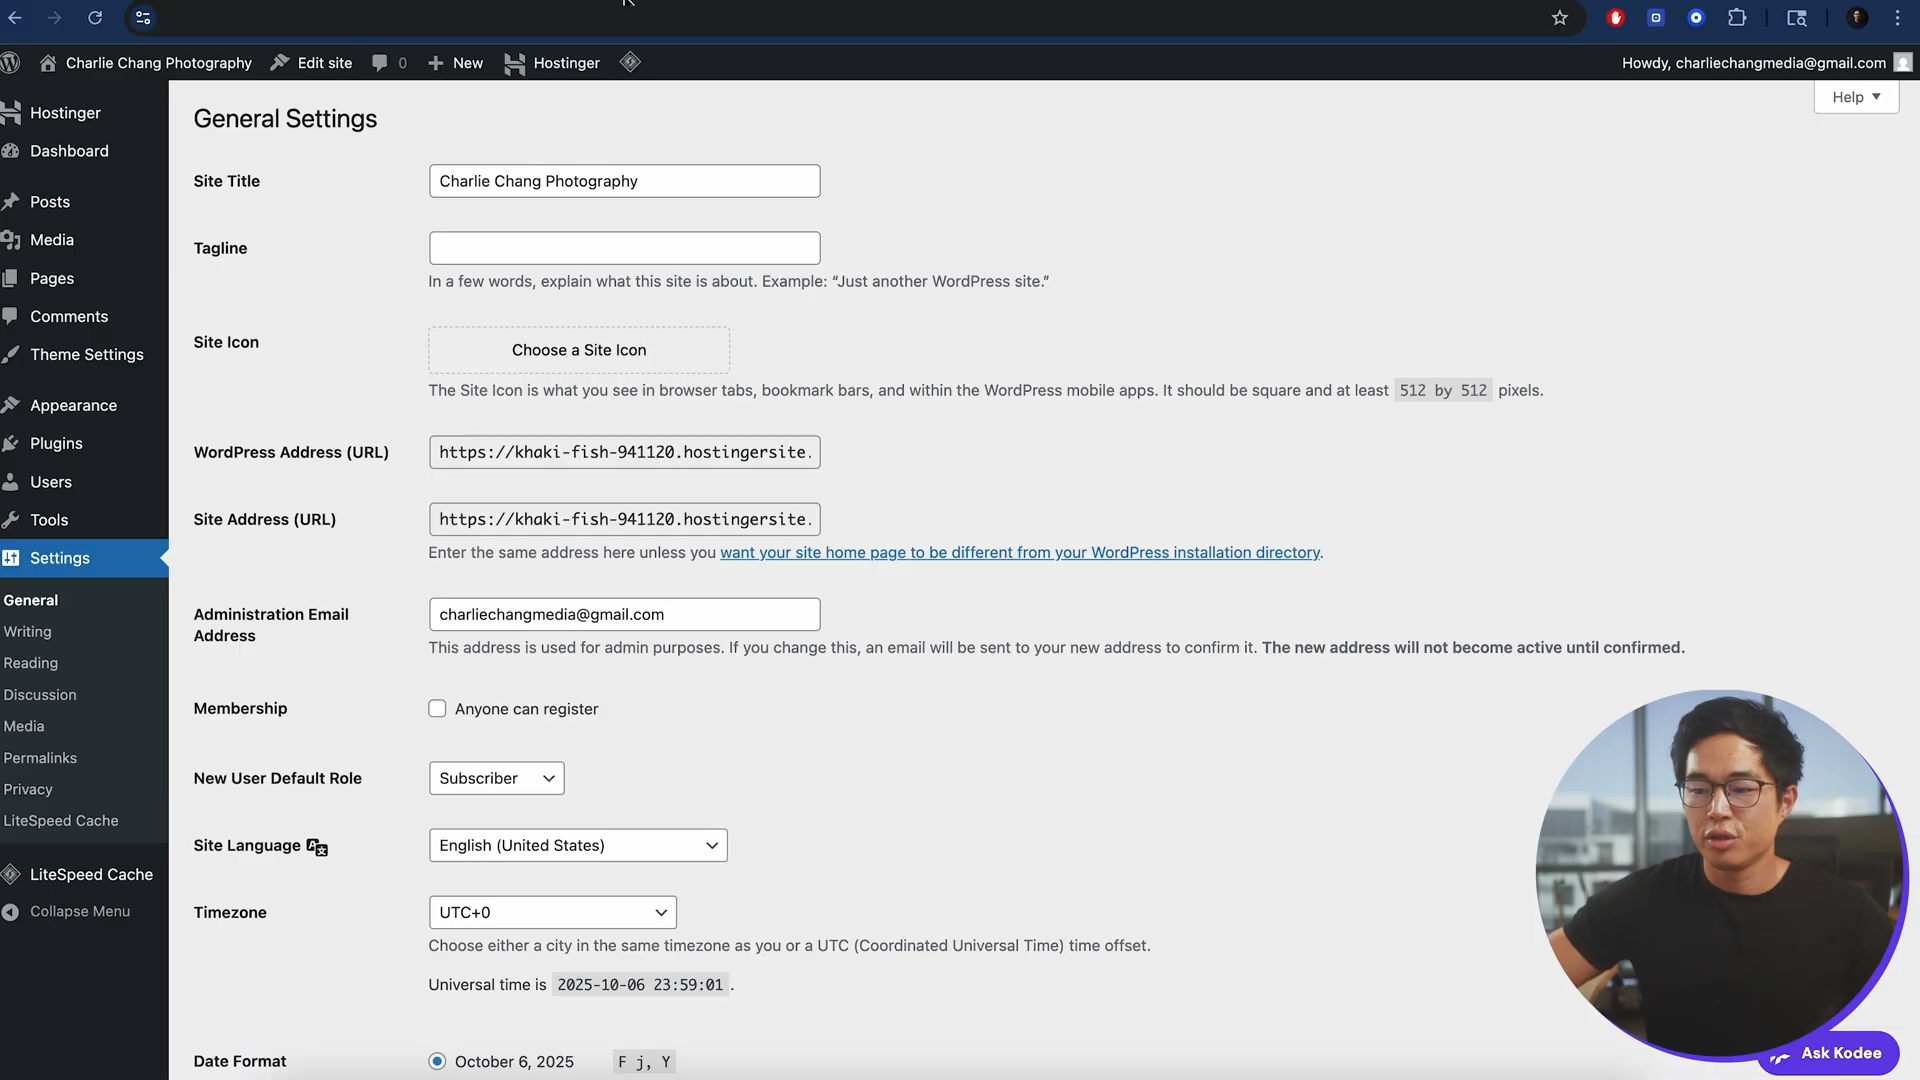 Charlie Chang Photography
Edit site
0
New
Hostinger
Howdy, charliechangmedia@gmail.com
Help
Hostinger
Dashboard
Posts
Media
Pages
Comments
Theme Settings
Appearance
Plugins
Users
Tools
Settings
General
Writing
Reading
Discussion
Media
Permalinks
Privacy
LiteSpeed Cache
LiteSpeed Cache
Collapse Menu
General Settings
Site Title
Charlie Chang Photography
Tagline
In a few words, explain what this site is about. Example: “Just another WordPress site.”
Site Icon
Choose a Site Icon
The Site Icon is what you see in browser tabs, bookmark bars, and within the WordPress mobile apps. It should be square and at least 512 by 512 pixels.
WordPress Address (URL)
https://khaki-fish-941120.hostingersite.
Site Address (URL)
https://khaki-fish-941120.hostingersite.
Enter the same address here unless you want your site home page to be different from your WordPress installation directory.
Administration Email
Address
charliechangmedia@gmail.com
This address is used for admin purposes. If you change this, an email will be sent to your new address to confirm it. The new address will not become active until confirmed.
Membership
Anyone can register
New User Default Role
Subscriber
Site Language
English (United States)
Timezone
UTC+0
Choose either a city in the same timezone as you or a UTC (Coordinated Universal Time) time offset.
Universal time is 2025-10-06 23:59:01 .
Date Format
October 6, 2025
F j, Y
Ask Kodee